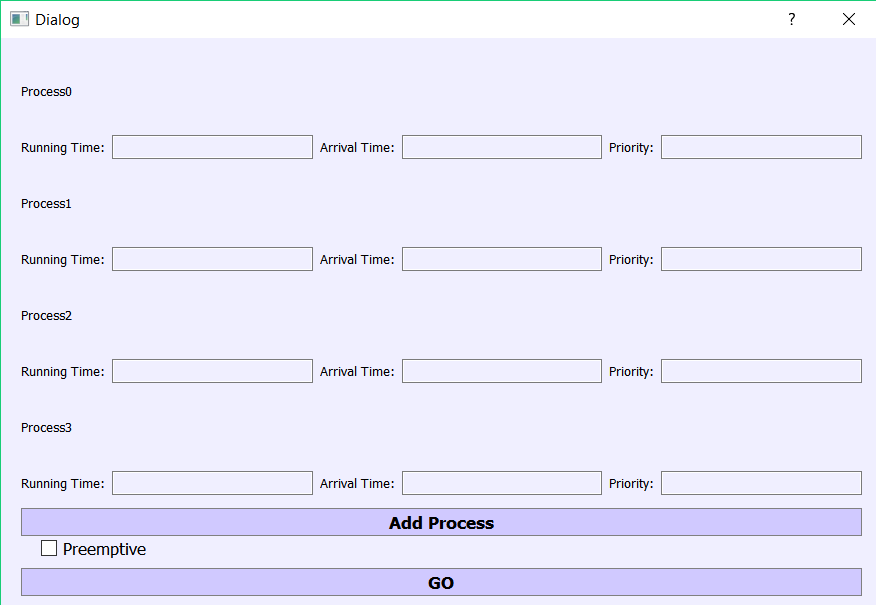 Dialog ?
Process0
Running Time: Arrival Time: Priority:
Process1
Running Time: Arrival Time: Priority:
Process2
Running Time: Arrival Time: Priority:
Process3
Running Time: Arrival Time: Priority:
Add Process
Preemptive
GO